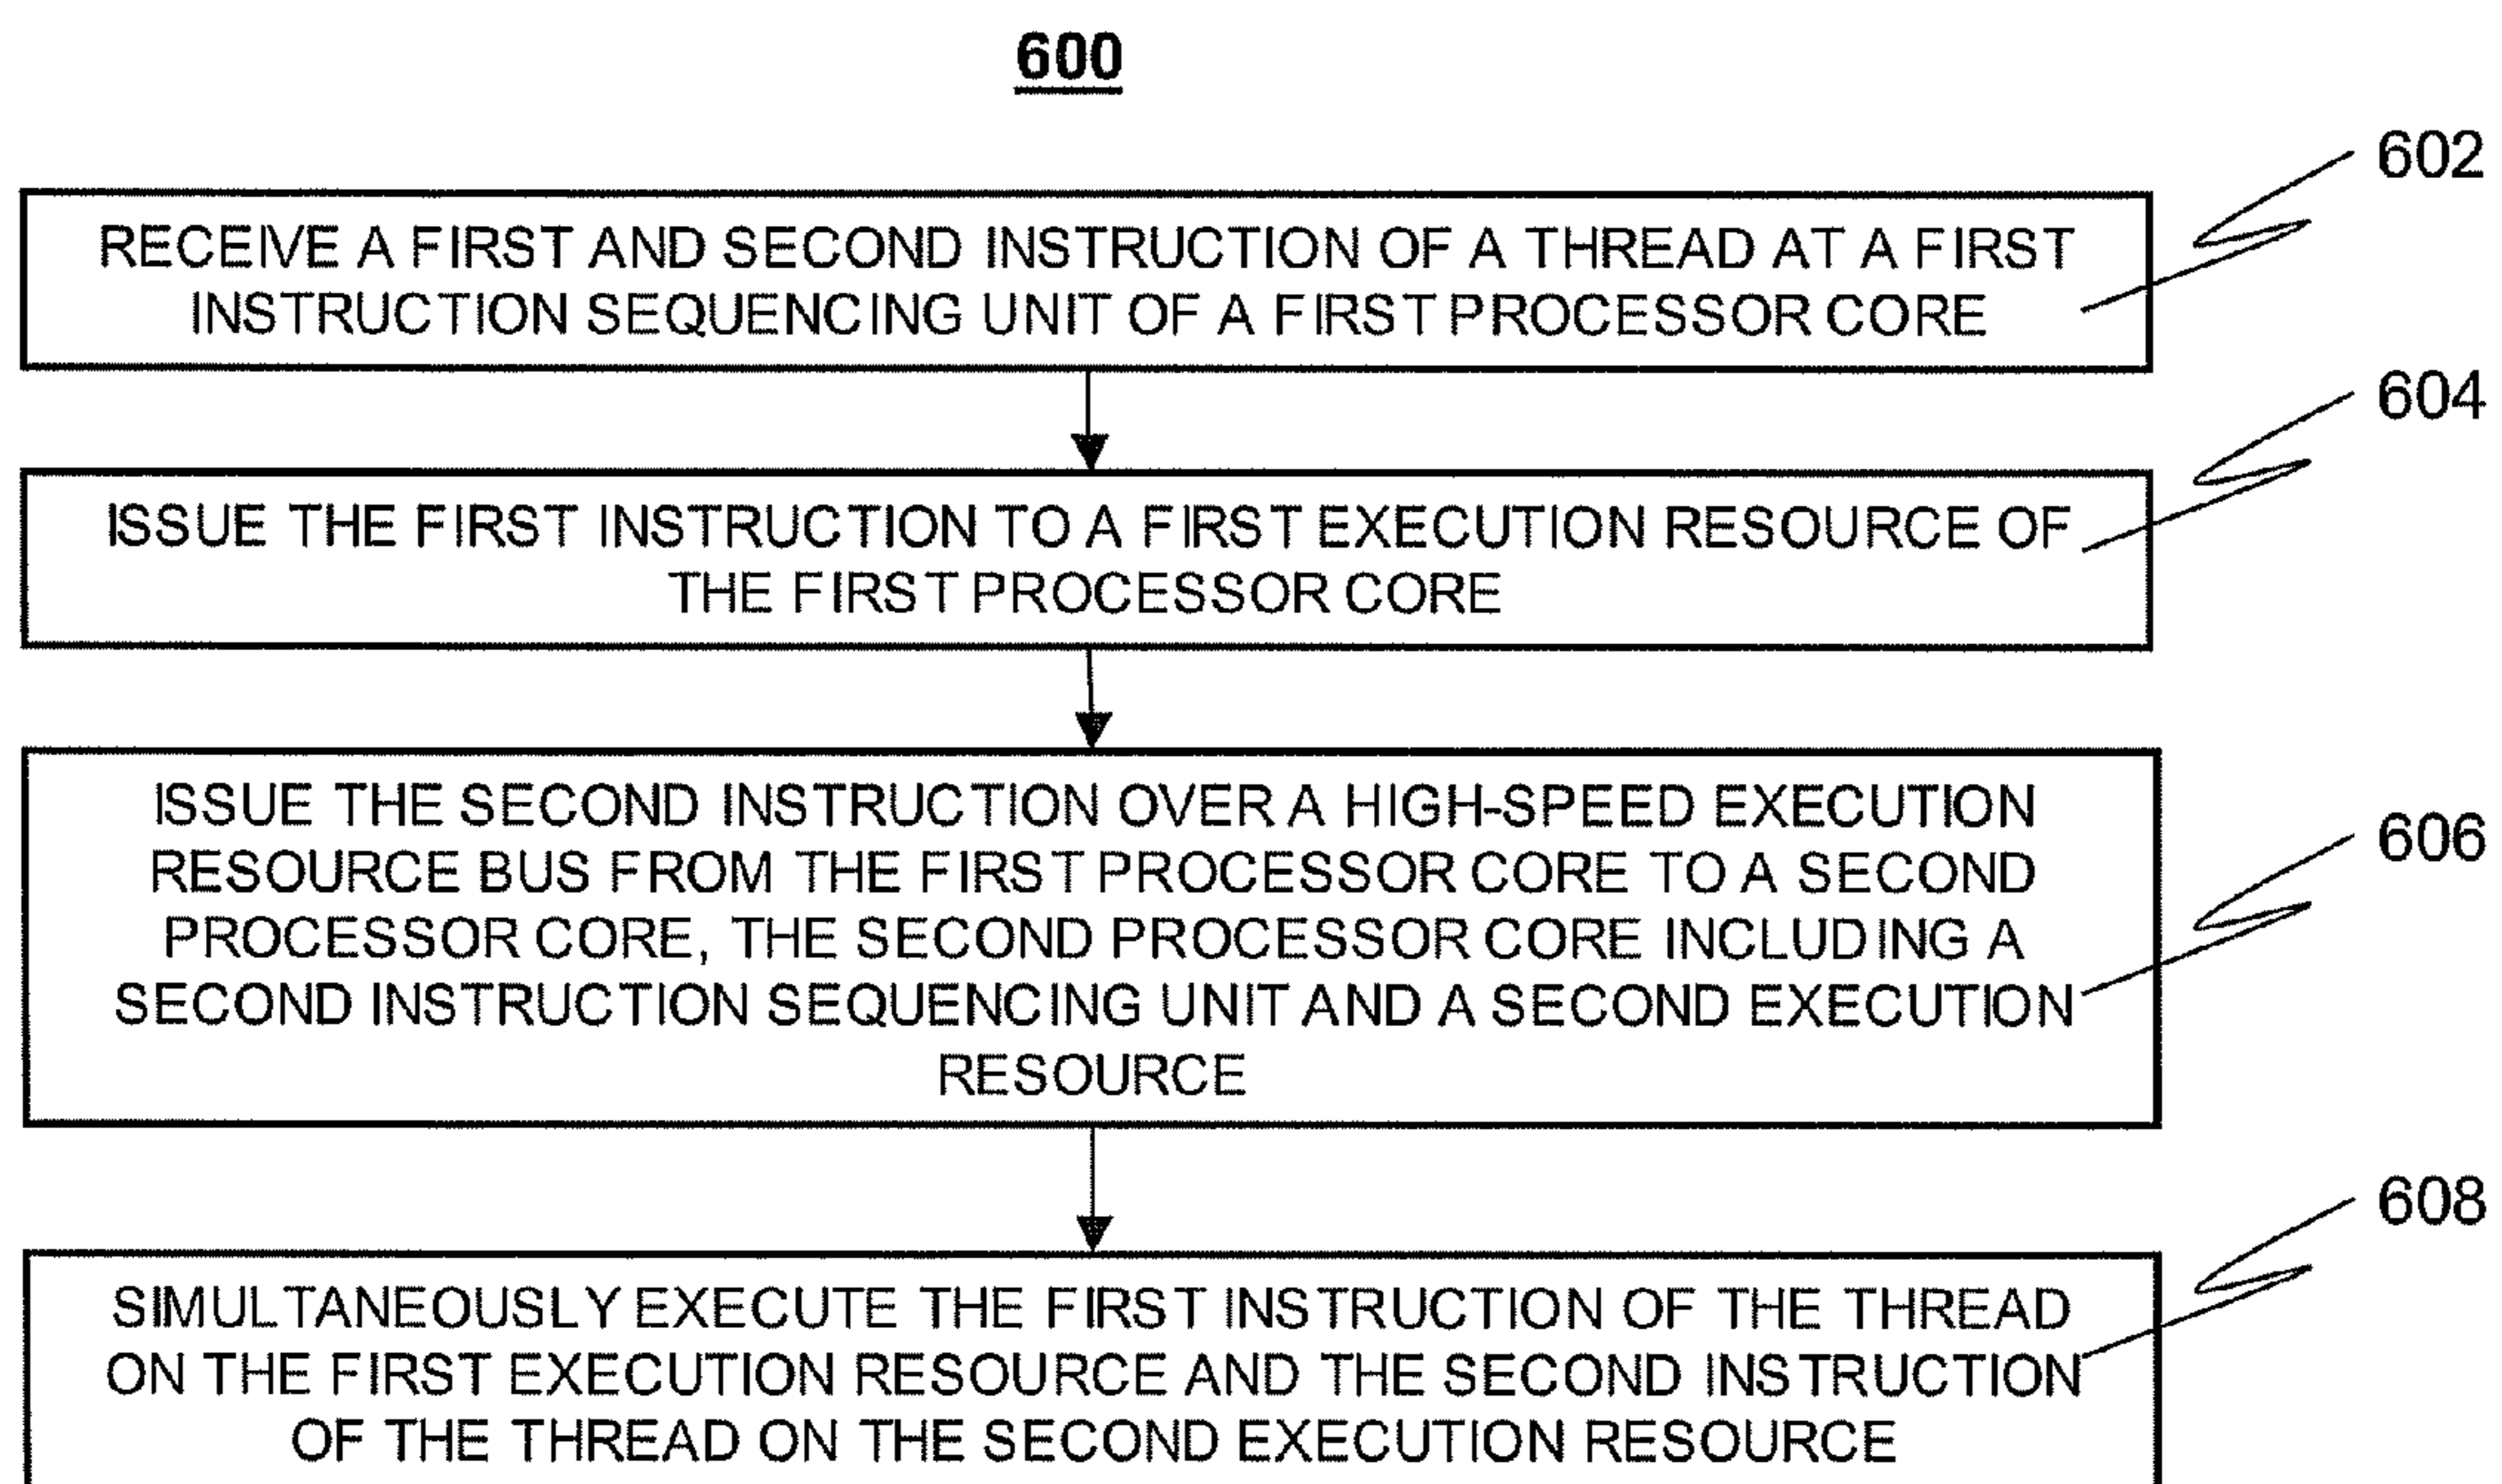 600
602
RECEIVE A FIRST AND SECOND INSTRUCTION OF A THREAD AT A FIRST
INSTRUCTION SEQUENCING UNIT OF A FIRST PROCESSOR CORE
604
ISSUE THE FIRST INSTRUCTION TO A FIRST EXECUTION RESOURCE OF
THE FIRST PROCESSOR CORE
606
ISSUE THE SECOND INSTRUCTION OVER A HIGH-SPEED EXECUTION
RESOURCE BUS FROM THE FIRST PROCESSOR CORE TO A SECOND
PROCESSOR CORE, THE SECOND PROCESSOR CORE INCLUDING A
SECOND INSTRUCTION SEQUENCING UNIT AND A SECOND EXECUTION
RESOURCE
608
SIMULTANEOUSLY EXECUTE THE FIRST INSTRUCTION OF THE THREAD
ON THE FIRST EXECUTION RESOURCE AND THE SECOND INSTRUCTION
OF THE THREAD ON THE SECOND EXECUTION RESOURCE